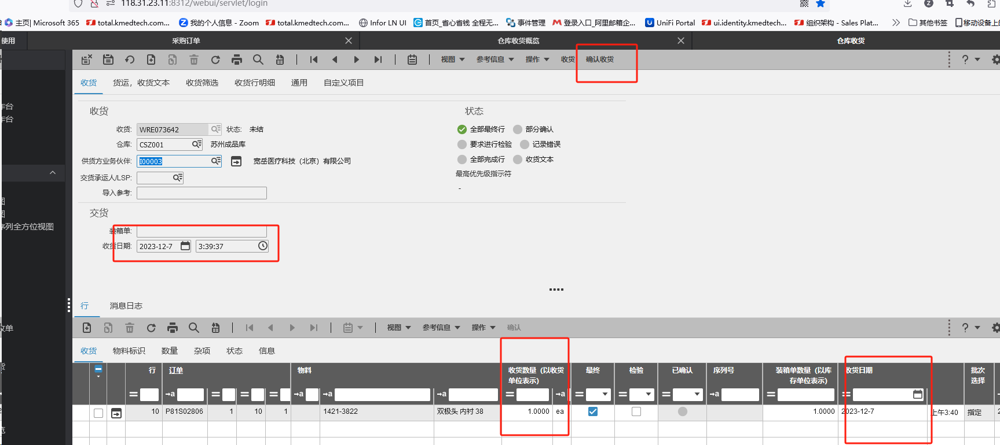 118.31.23.11:8312/webui/servlet/login
主页| Microsoft 365
total.kmedtech.com...
我的个人信息 - Zoom
total.kmedtech.com...
Infor LN UI
首页_省心省钱 全程无...
事件管理
登录入口_阿里邮箱企...
UniFi Portal
ui.identity.kmedtech...
组织架构 - Sales Plat...
其他书签
移动设备上的
使用
采购订单
仓库收货概览
仓库收货
视图
参考信息
操作
收货
确认收货
收货
货运，收货文本
收货筛选
收货行明细
通用
自定义项目
作台
作台
序列全方位视图
收货
收货: WRE073642 状态: 未结
仓库: CSZ001 苏州成品库
供货方业务伙伴: I00003 宽岳医疗科技（北京）有限公司
交货承运人/LSP:
导入参考:
状态
全部最终行 部分确认
要求进行检验 记录错误
全部完成行 收货文本
最高优先级指示符
-
交货
装箱单:
收货日期: 2023-12-7 3:39:37
行
消息日志
视图
参考信息
操作
确认
收货
物料标识
数量
杂项
状态
信息
行 订单 物料 收货数量（以收货单位表示） 最终 检验 已确认 序列号 装箱单数量（以库存单位表示） 收货日期 批次选择
10 P81S02806 1 10 1 1421-3822 双极头 内衬 38 1.0000 ea 1.0000 2023-12-7 上午3:40 指定